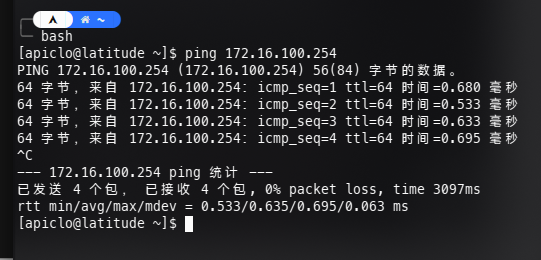 ~
bash
[apiclo@latitude ~]$ ping 172.16.100.254
PING 172.16.100.254 (172.16.100.254) 56(84) 字节的数据。
64 字节，来自 172.16.100.254: icmp_seq=1 ttl=64 时间=0.680 毫秒
64 字节，来自 172.16.100.254: icmp_seq=2 ttl=64 时间=0.533 毫秒
64 字节，来自 172.16.100.254: icmp_seq=3 ttl=64 时间=0.633 毫秒
64 字节，来自 172.16.100.254: icmp_seq=4 ttl=64 时间=0.695 毫秒
^C
--- 172.16.100.254 ping 统计 ---
已发送 4 个包， 已接收 4 个包, 0% packet loss, time 3097ms
rtt min/avg/max/mdev = 0.533/0.635/0.695/0.063 ms
[apiclo@latitude ~]$